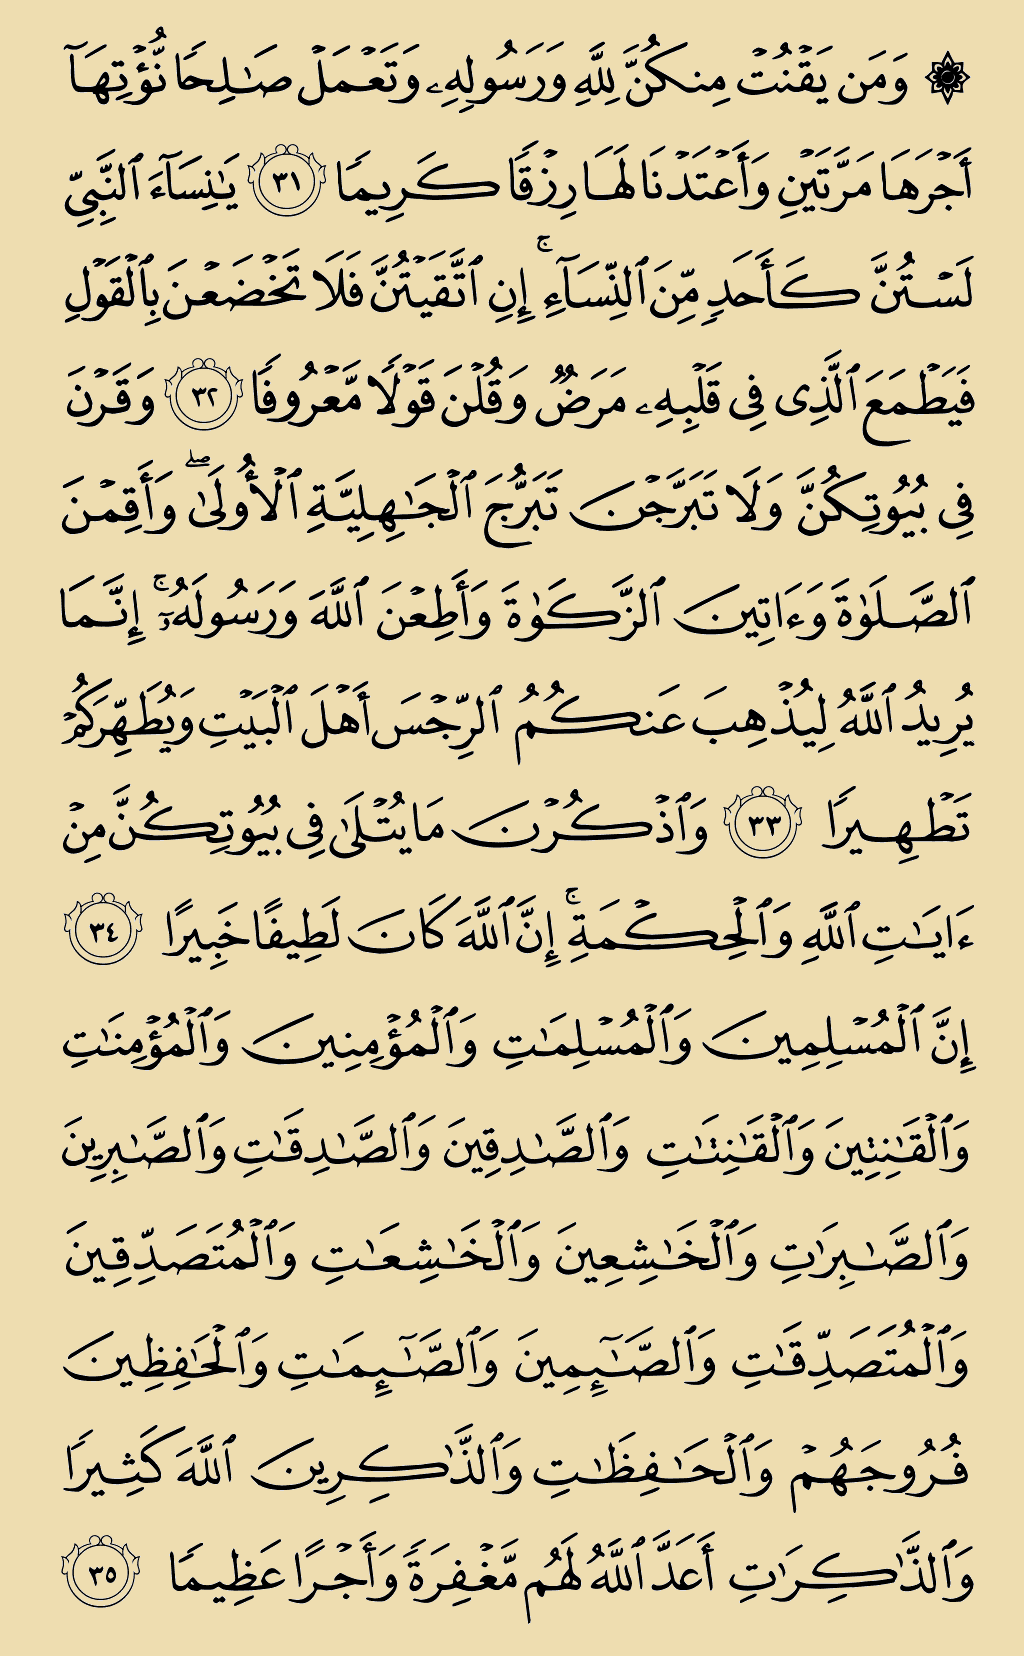 ۞ وَمَن يَقْنُتْ مِنكُنَّ لِلَّهِ وَرَسُولِهِۦ وَتَعْمَلْ صَٰلِحًا نُّؤْتِهَآ
أَجْرَهَا مَرَّتَيْنِ وَأَعْتَدْنَا لَهَا رِزْقًا كَرِيمًا ٣١ يَٰنِسَآءَ ٱلنَّبِيِّ
لَسْتُنَّ كَأَحَدٍ مِّنَ ٱلنِّسَآءِ ۚ إِنِ ٱتَّقَيْتُنَّ فَلَا تَخْضَعْنَ بِٱلْقَوْلِ
فَيَطْمَعَ ٱلَّذِى فِى قَلْبِهِۦ مَرَضٌ وَقُلْنَ قَوْلًا مَّعْرُوفًا ٣٢ وَقَرْنَ
فِى بُيُوتِكُنَّ وَلَا تَبَرَّجْنَ تَبَرُّجَ ٱلْجَٰهِلِيَّةِ ٱلْأُولَىٰ ۖ وَأَقِمْنَ
ٱلصَّلَوٰةَ وَءَاتِينَ ٱلزَّكَوٰةَ وَأَطِعْنَ ٱللَّهَ وَرَسُولَهُۥٓ ۚ إِنَّمَا
يُرِيدُ ٱللَّهُ لِيُذْهِبَ عَنكُمُ ٱلرِّجْسَ أَهْلَ ٱلْبَيْتِ وَيُطَهِّرَكُمْ
تَطْهِيرًا ٣٣ وَٱذْكُرْنَ مَا يُتْلَىٰ فِى بُيُوتِكُنَّ مِنْ
ءَايَٰتِ ٱللَّهِ وَٱلْحِكْمَةِ ۚ إِنَّ ٱللَّهَ كَانَ لَطِيفًا خَبِيرًا ٣٤
إِنَّ ٱلْمُسْلِمِينَ وَٱلْمُسْلِمَٰتِ وَٱلْمُؤْمِنِينَ وَٱلْمُؤْمِنَٰتِ
وَٱلْقَٰنِتِينَ وَٱلْقَٰنِتَٰتِ وَٱلصَّٰدِقِينَ وَٱلصَّٰدِقَٰتِ وَٱلصَّٰبِرِينَ
وَٱلصَّٰبِرَٰتِ وَٱلْخَٰشِعِينَ وَٱلْخَٰشِعَٰتِ وَٱلْمُتَصَدِّقِينَ
وَٱلْمُتَصَدِّقَٰتِ وَٱلصَّٰٓئِمِينَ وَٱلصَّٰٓئِمَٰتِ وَٱلْحَٰفِظِينَ
فُرُوجَهُمْ وَٱلْحَٰفِظَٰتِ وَٱلذَّٰكِرِينَ ٱللَّهَ كَثِيرًا
وَٱلذَّٰكِرَٰتِ أَعَدَّ ٱللَّهُ لَهُم مَّغْفِرَةً وَأَجْرًا عَظِيمًا ٣٥